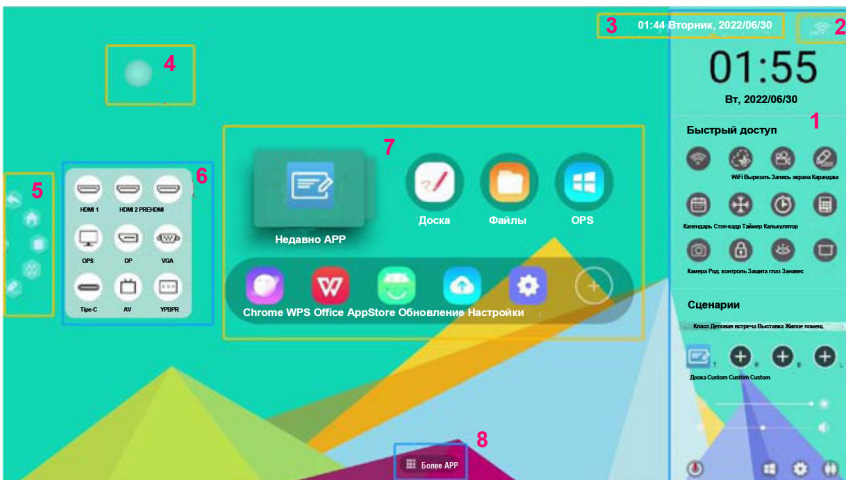 3
01:44 Вторник, 2022/06/30
2
01:55
Вт, 2022/06/30
1
Быстрый доступ
WiFi Вырезать Запись экрана Карандаш
Календарь Стоп-кадр Таймер Калькулятор
Камера Род. контроль Защита глаз Занавес
Сценарии
Класс Деловая встреча Выставка Жилое помещ.
Доска Custom Custom Custom
4
5
6
HDMI 1
HDMI 2 PREHDMI
OPS
DP
VGA
Tipe-C
AV
YPBPR
7
Недавно APP
Доска
Файлы
OPS
Chrome WPS Office AppStore Обновление Настройки
8
Более APP